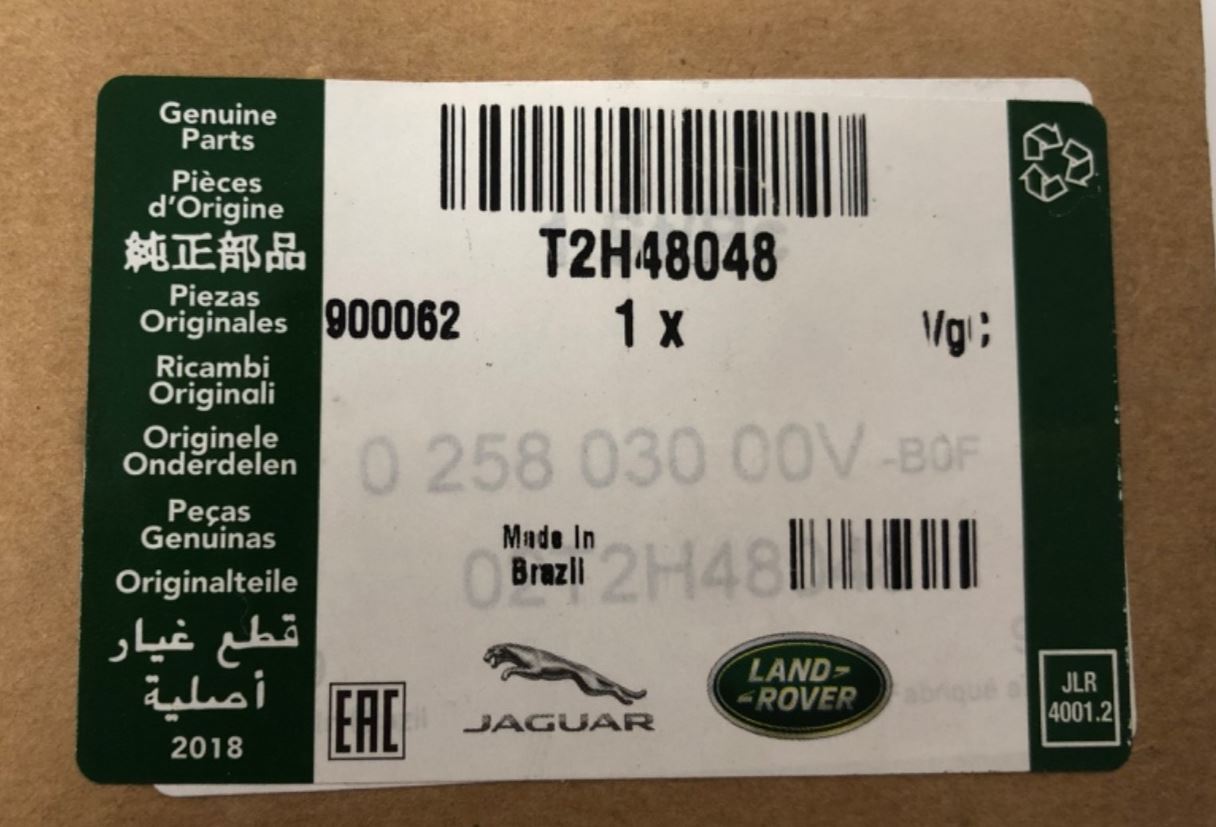 Genuine
Parts
Pièces
d'Origine
純正部品
Piezas
Originales
Ricambi
Originali
Originele
Onderdelen
Peças
Genuinas
Originalteile
قطع غيار
أصلية
2018
T2H48048
900062
1 x
0 258 030 00V -B0F
Made In
Brazil
02T2H48048
EAC
JAGUAR
LAND-
-ROVER
Fabriqué
JLR
4001.2